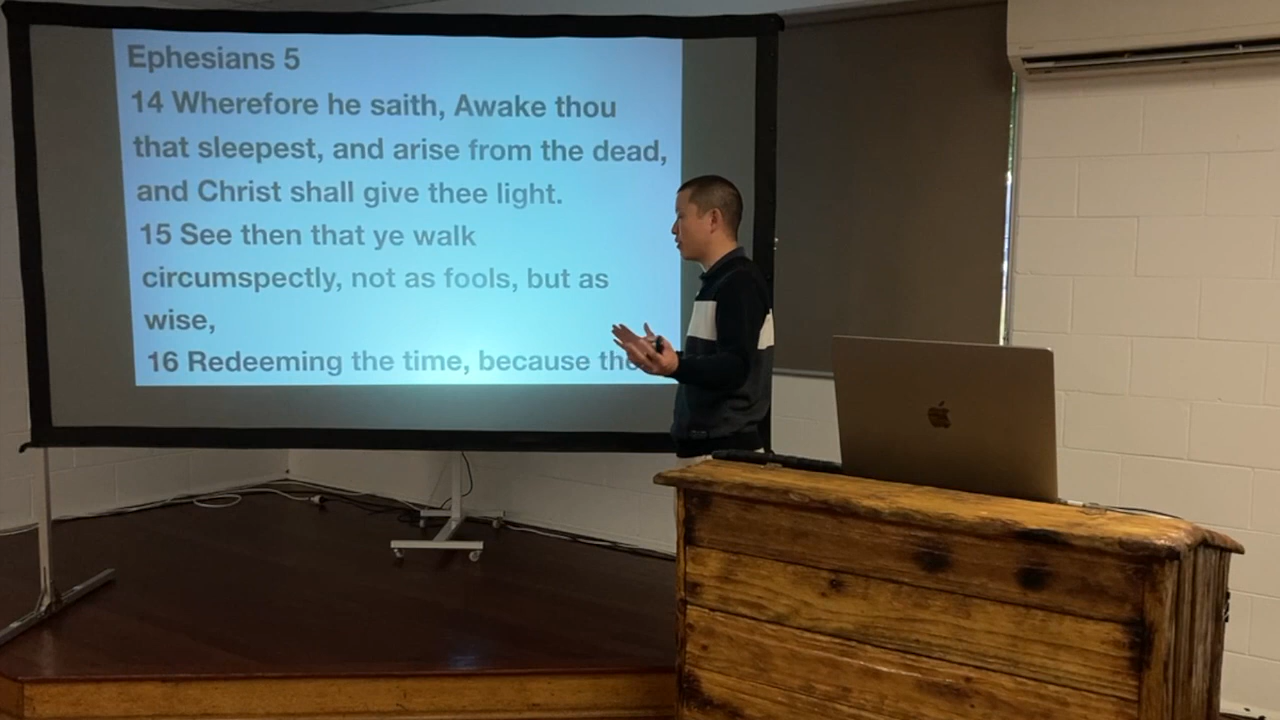 Ephesians 5
14 Wherefore he saith, Awake thou
that sleepest, and arise from the dead,
and Christ shall give thee light.
15 See then that ye walk
circumspectly, not as fools, but as
wise,
16 Redeeming the time, because the